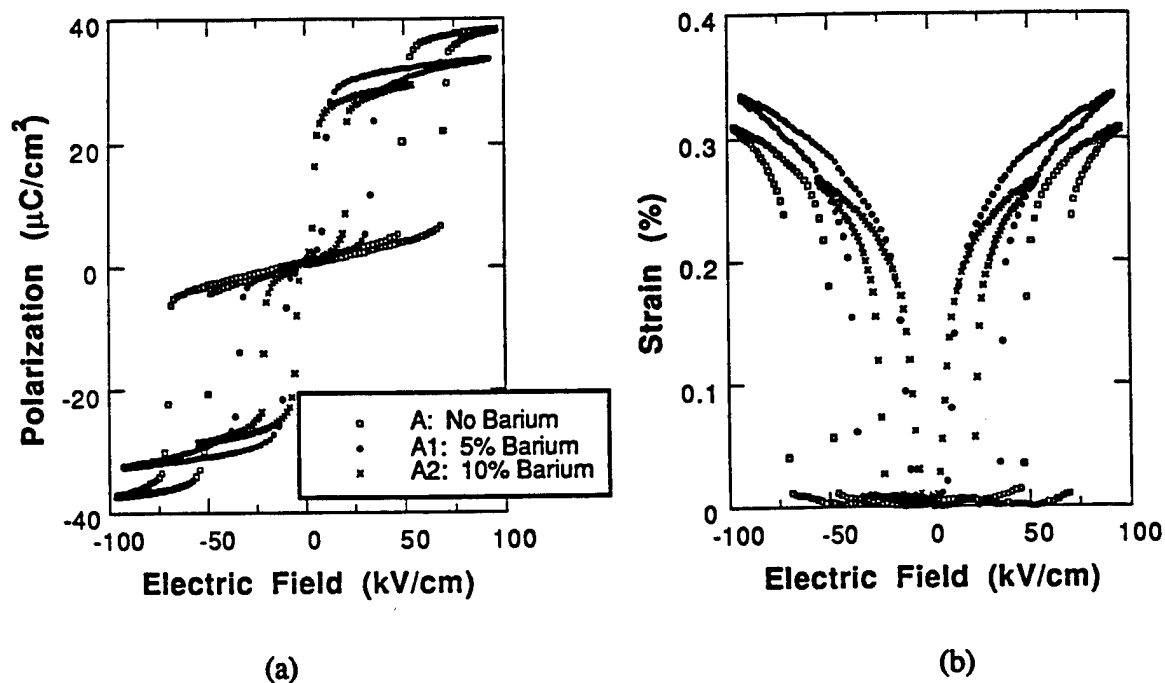 40
20
0
-20
-40
Polarization (µC/cm²)
-100
-50
0
50
100
Electric Field (kV/cm)
A: No Barium
A1: 5% Barium
A2: 10% Barium
(a)
0.4
0.3
0.2
0.1
0
Strain (%)
-100
-50
0
50
100
Electric Field (kV/cm)
(b)